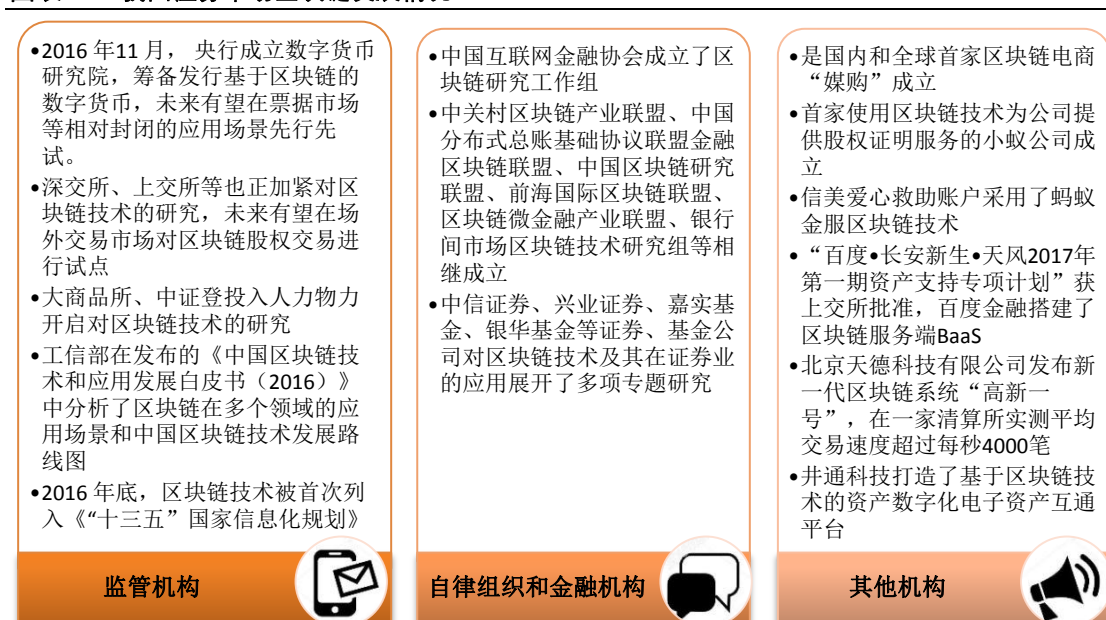 •2016 年11 月， 央行成立数字货币
研究院，筹备发行基于区块链的
数字货币，未来有望在票据市场
等相对封闭的应用场景先行先
试。
•深交所、上交所等也正加紧对区
块链技术的研究，未来有望在场
外交易市场对区块链股权交易进
行试点
•大商品所、中证登投入人力物力
开启对区块链技术的研究
•工信部在发布的《中国区块链技
术和应用发展白皮书（2016）》
中分析了区块链在多个领域的应
用场景和中国区块链技术发展路
线图
•2016 年底，区块链技术被首次列
入《“十三五”国家信息化规划》
监管机构
•中国互联网金融协会成立了区
块链研究工作组
•中关村区块链产业联盟、中国
分布式总账基础协议联盟金融
区块链联盟、中国区块链研究
联盟、前海国际区块链联盟、
区块链微金融产业联盟、银行
间市场区块链技术研究组等相
继成立
•中信证券、兴业证券、嘉实基
金、银华基金等证券、基金公
司对区块链技术及其在证券业
的应用展开了多项专题研究
自律组织和金融机构
•是国内和全球首家区块链电商
“媒购”成立
•首家使用区块链技术为公司提
供股权证明服务的小蚁公司成
立
•信美爱心救助账户采用了蚂蚁
金服区块链技术
•“百度•长安新生•天风2017年
第一期资产支持专项计划”获
上交所批准，百度金融搭建了
区块链服务端BaaS
•北京天德科技有限公司发布新
一代区块链系统“高新一
号”，在一家清算所实测平均
交易速度超过每秒4000笔
•井通科技打造了基于区块链技
术的资产数字化电子资产互通
平台
其他机构